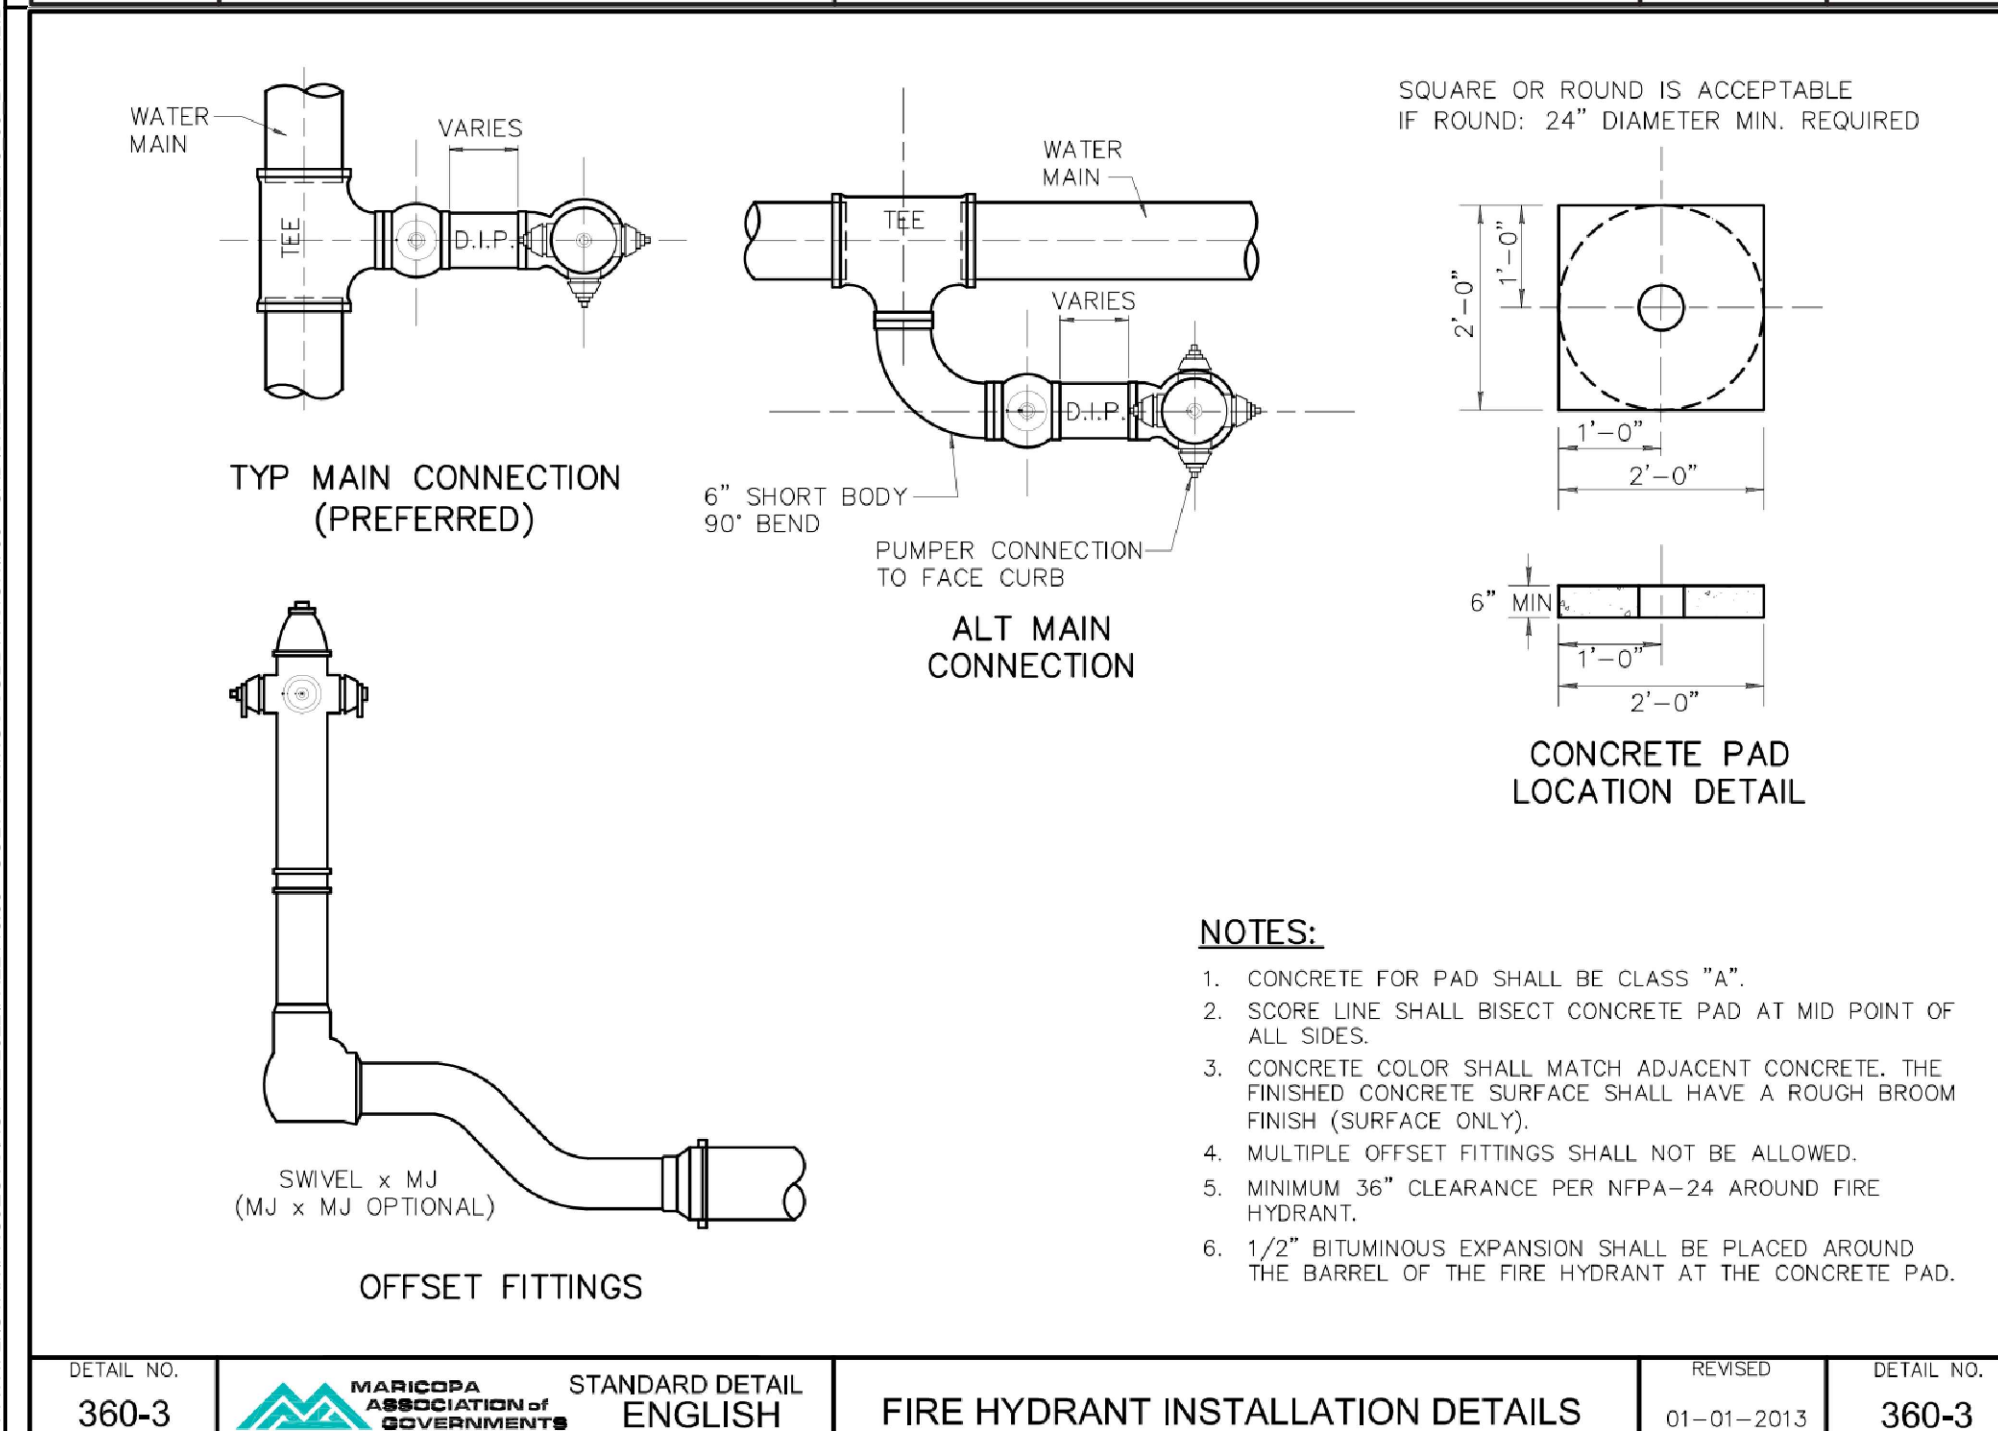 WATER
MAIN
VARIES
TEE
D.I.P.
TYP MAIN CONNECTION
(PREFERRED)
WATER
MAIN
TEE
VARIES
D.I.P.
6" SHORT BODY
90° BEND
PUMPER CONNECTION
TO FACE CURB
ALT MAIN
CONNECTION
SQUARE OR ROUND IS ACCEPTABLE
IF ROUND: 24" DIAMETER MIN. REQUIRED
2'-0"
1'-0"
1'-0"
2'-0"
6" MIN
1'-0"
2'-0"
CONCRETE PAD
LOCATION DETAIL
SWIVEL x MJ
(MJ x MJ OPTIONAL)
OFFSET FITTINGS
NOTES:
1. CONCRETE FOR PAD SHALL BE CLASS "A".
2. SCORE LINE SHALL BISECT CONCRETE PAD AT MID POINT OF
ALL SIDES.
3. CONCRETE COLOR SHALL MATCH ADJACENT CONCRETE. THE
FINISHED CONCRETE SURFACE SHALL HAVE A ROUGH BROOM
FINISH (SURFACE ONLY).
4. MULTIPLE OFFSET FITTINGS SHALL NOT BE ALLOWED.
5. MINIMUM 36" CLEARANCE PER NFPA-24 AROUND FIRE
HYDRANT.
6. 1/2" BITUMINOUS EXPANSION SHALL BE PLACED AROUND
THE BARREL OF THE FIRE HYDRANT AT THE CONCRETE PAD.
DETAIL NO.
360-3
MARICOPA
ASSOCIATION of
GOVERNMENTS
STANDARD DETAIL
ENGLISH
FIRE HYDRANT INSTALLATION DETAILS
REVISED
01-01-2013
DETAIL NO.
360-3